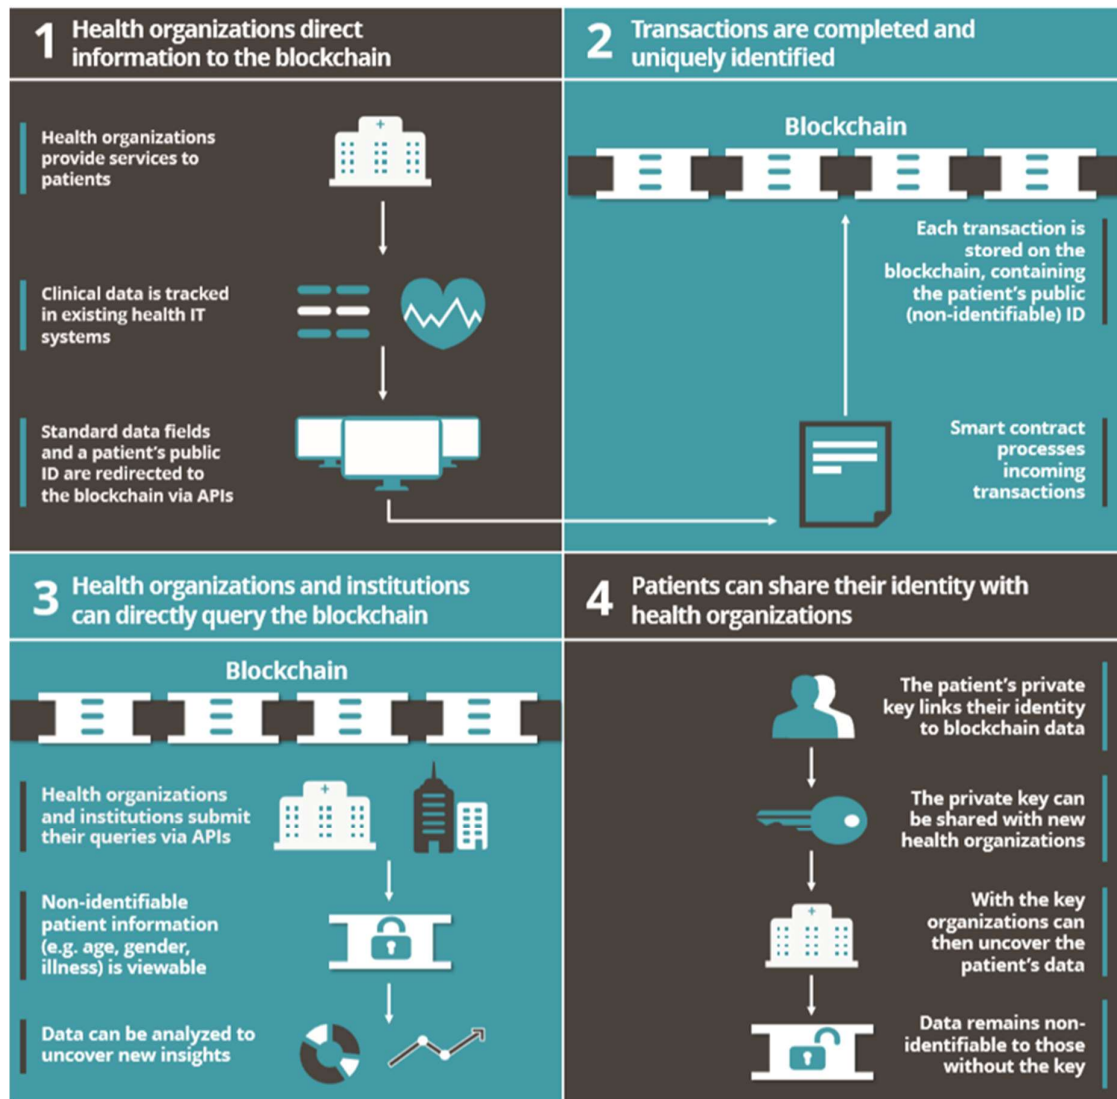 1 Health organizations direct
information to the blockchain
Health organizations
provide services to
patients
Clinical data is tracked
in existing health IT
systems
Standard data fields
and a patient's public
ID are redirected to
the blockchain via APIs
2 Transactions are completed and
uniquely identified
Blockchain
Each transaction is
stored on the
blockchain, containing
the patient's public
(non-identifiable) ID
Smart contract
processes
incoming
transactions
3 Health organizations and institutions
can directly query the blockchain
Blockchain
Health organizations
and institutions submit
their queries via APIs
Non-identifiable
patient information
(e.g. age, gender,
illness) is viewable
Data can be analyzed to
uncover new insights
4 Patients can share their identity with
health organizations
The patient's private
key links their identity
to blockchain data
The private key can
be shared with new
health organizations
With the key
organizations can
then uncover the
patient's data
Data remains non-
identifiable to those
without the key